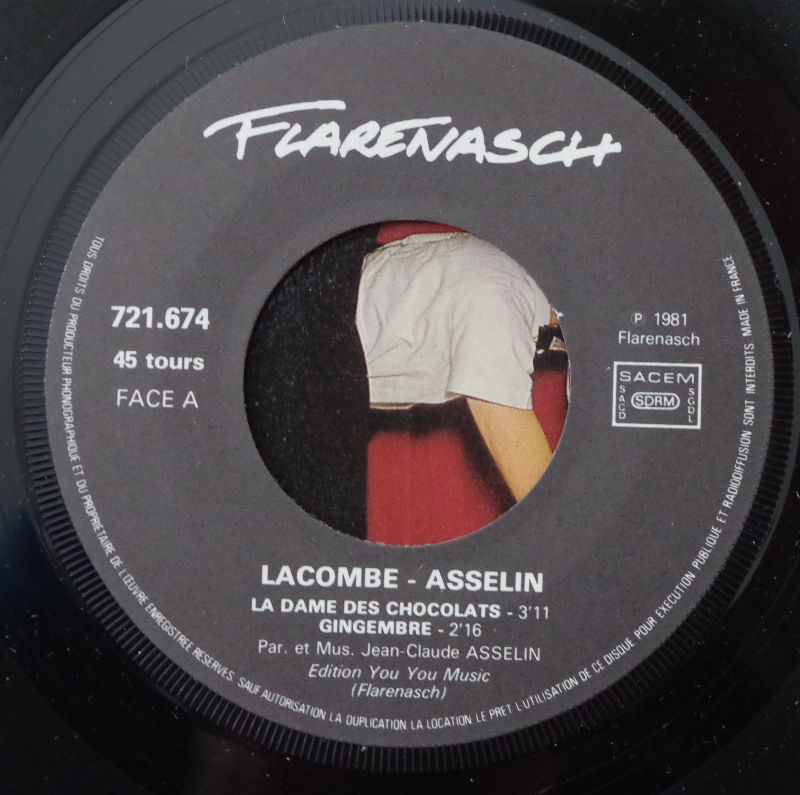 FLARENASCH
721.674
45 tours
FACE A
℗ 1981
Flarenasch
SACEM
SACD
SDRM
SGDL
LACOMBE - ASSELIN
LA DAME DES CHOCOLATS - 3'11
GINGEMBRE - 2'16
Par. et Mus. Jean-Claude ASSELIN
Edition You You Music
(Flarenasch)
TOUS DROITS DU PRODUCTEUR PHONOGRAPHIQUE ET DU PROPRIETAIRE DE L'ŒUVRE ENREGISTREE RESERVES SAUF AUTORISATION LA DUPLICATION LA LOCATION LE PRET L'UTILISATION DE CE DISQUE POUR EXECUTION PUBLIQUE ET RADIODIFFUSION SONT INTERDITS MADE IN FRANCE